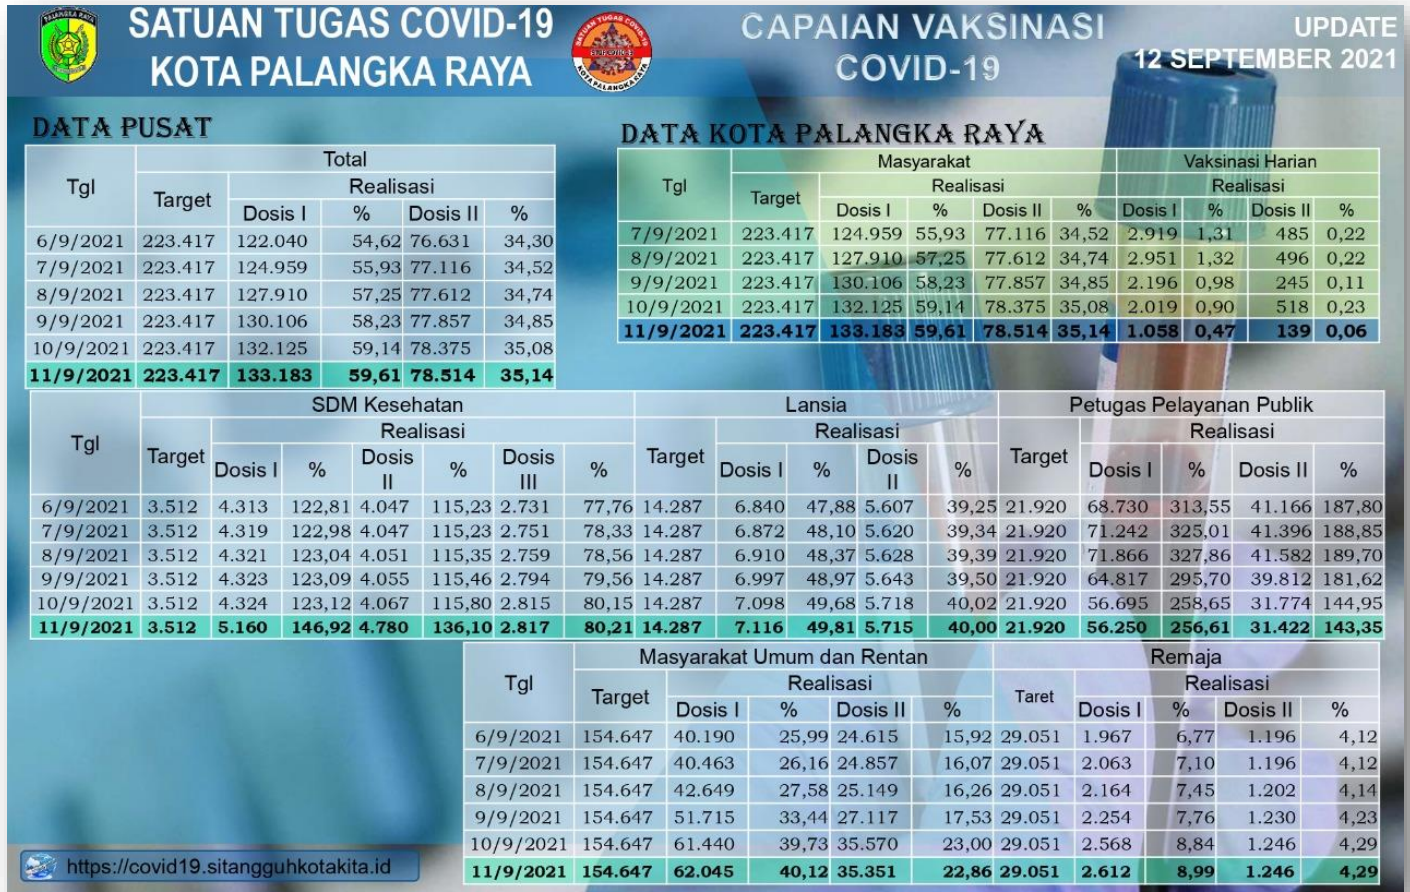 SATUAN TUGAS COVID-19
KOTA PALANGKA RAYA
CAPAIAN VAKSINASI
COVID-19
UPDATE
12 SEPTEMBER 2021
DATA PUSAT
Tgl Total
Target Realisasi
Dosis I % Dosis II %
6/9/2021 223.417 122.040 54,62 76.631 34,30
7/9/2021 223.417 124.959 55,93 77.116 34,52
8/9/2021 223.417 127.910 57,25 77.612 34,74
9/9/2021 223.417 130.106 58,23 77.857 34,85
10/9/2021 223.417 132.125 59,14 78.375 35,08
11/9/2021 223.417 133.183 59,61 78.514 35,14
DATA KOTA PALANGKA RAYA
Tgl Masyarakat Vaksinasi Harian
Target Realisasi Realisasi
Dosis I % Dosis II % Dosis I % Dosis II %
7/9/2021 223.417 124.959 55,93 77.116 34,52 2.919 1,31 485 0,22
8/9/2021 223.417 127.910 57,25 77.612 34,74 2.951 1,32 496 0,22
9/9/2021 223.417 130.106 58,23 77.857 34,85 2.196 0,98 245 0,11
10/9/2021 223.417 132.125 59,14 78.375 35,08 2.019 0,90 518 0,23
11/9/2021 223.417 133.183 59,61 78.514 35,14 1.058 0,47 139 0,06
Tgl SDM Kesehatan Lansia Petugas Pelayanan Publik
Target Realisasi Target Realisasi Target Realisasi
Dosis I % Dosis II % Dosis III % Dosis I % Dosis II % Dosis I % Dosis II %
6/9/2021 3.512 4.313 122,81 4.047 115,23 2.731 77,76 14.287 6.840 47,88 5.607 39,25 21.920 68.730 313,55 41.166 187,80
7/9/2021 3.512 4.319 122,98 4.047 115,23 2.751 78,33 14.287 6.872 48,10 5.620 39,34 21.920 71.242 325,01 41.396 188,85
8/9/2021 3.512 4.321 123,04 4.051 115,35 2.759 78,56 14.287 6.910 48,37 5.628 39,39 21.920 71.866 327,86 41.582 189,70
9/9/2021 3.512 4.323 123,09 4.055 115,46 2.794 79,56 14.287 6.997 48,97 5.643 39,50 21.920 64.817 295,70 39.812 181,62
10/9/2021 3.512 4.324 123,12 4.067 115,80 2.815 80,15 14.287 7.098 49,68 5.718 40,02 21.920 56.695 258,65 31.774 144,95
11/9/2021 3.512 5.160 146,92 4.780 136,10 2.817 80,21 14.287 7.116 49,81 5.715 40,00 21.920 56.250 256,61 31.422 143,35
Tgl Masyarakat Umum dan Rentan Remaja
Target Realisasi Taret Realisasi
Dosis I % Dosis II % Dosis I % Dosis II %
6/9/2021 154.647 40.190 25,99 24.615 15,92 29.051 1.967 6,77 1.196 4,12
7/9/2021 154.647 40.463 26,16 24.857 16,07 29.051 2.063 7,10 1.196 4,12
8/9/2021 154.647 42.649 27,58 25.149 16,26 29.051 2.164 7,45 1.202 4,14
9/9/2021 154.647 51.715 33,44 27.117 17,53 29.051 2.254 7,76 1.230 4,23
10/9/2021 154.647 61.440 39,73 35.570 23,00 29.051 2.568 8,84 1.246 4,29
11/9/2021 154.647 62.045 40,12 35.351 22,86 29.051 2.612 8,99 1.246 4,29
https://covid19.sitangguhkotakita.id